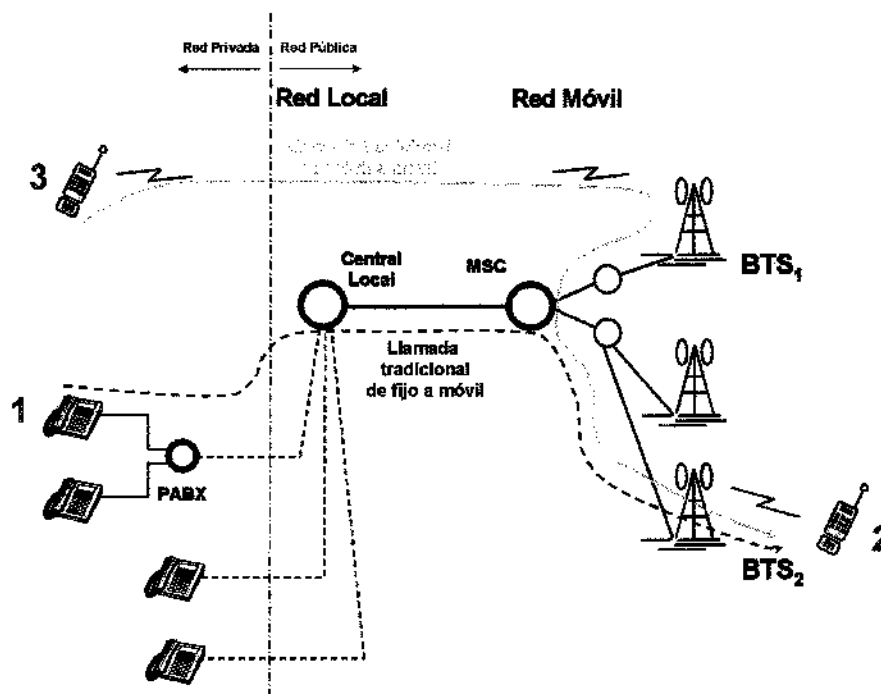 Red Privada
Red Pública
Red Local
Red Móvil
móvil
3
Central
Local
MSC
BTS1
Llamada
tradicional
de fijo a móvil
1
PABX
2
BTS2